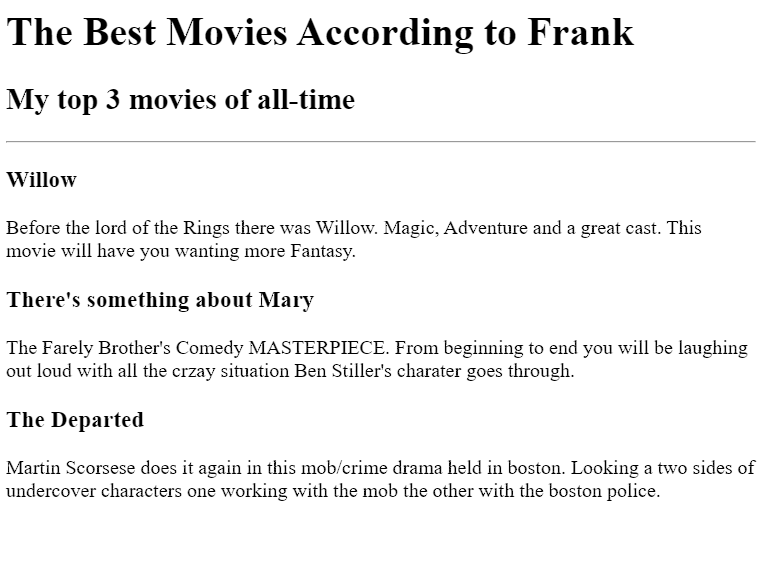 The Best Movies According to Frank
My top 3 movies of all-time
Willow
Before the lord of the Rings there was Willow. Magic, Adventure and a great cast. This
movie will have you wanting more Fantasy.
There's something about Mary
The Farely Brother's Comedy MASTERPIECE. From beginning to end you will be laughing
out loud with all the crzay situation Ben Stiller's charater goes through.
The Departed
Martin Scorsese does it again in this mob/crime drama held in boston. Looking a two sides of
undercover characters one working with the mob the other with the boston police.